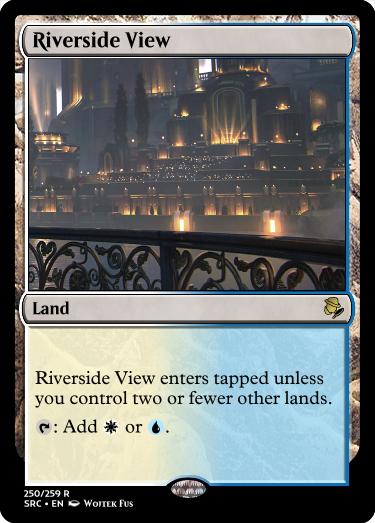 Riverside View
Land
Riverside View enters tapped unless
you control two or fewer other lands.
: Add or .
250/259 R
SRC • EN Wojtek Fus